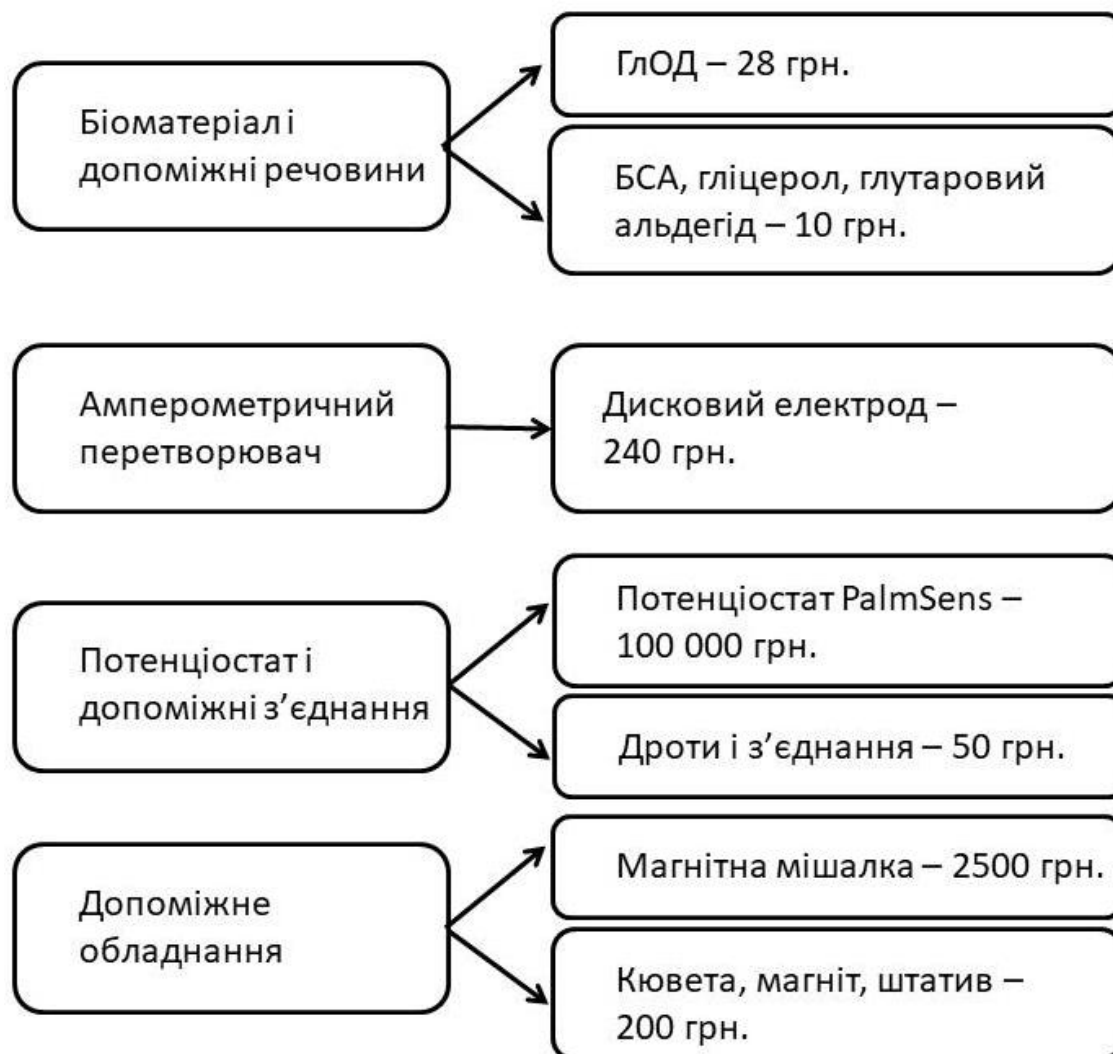 Біоматеріал і
допоміжні речовини
ГлОД – 28 грн.
БСА, гліцерол, глутаровий
альдегід – 10 грн.
Амперометричний
перетворювач
Дисковий електрод –
240 грн.
Потенціостат і
допоміжні з’єднання
Потенціостат PalmSens –
100 000 грн.
Дроти і з’єднання – 50 грн.
Допоміжне
обладнання
Магнітна мішалка – 2500 грн.
Кювета, магніт, штатив –
200 грн.